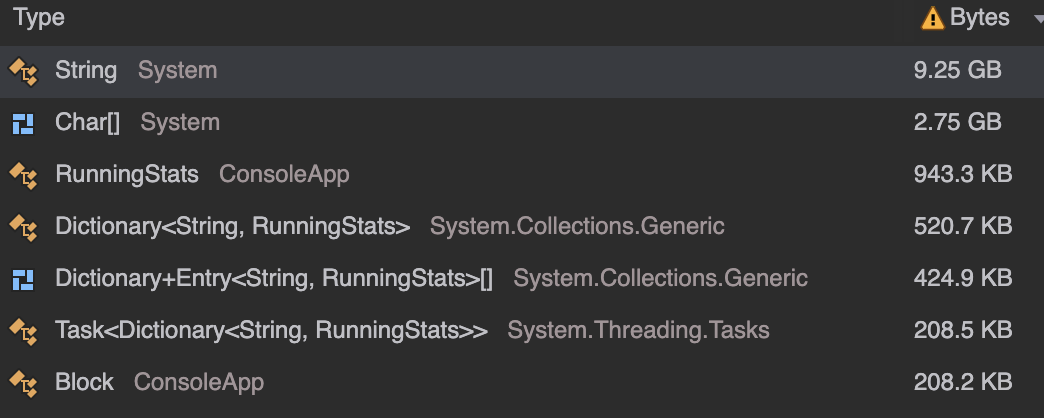 Type Bytes
String System 9.25 GB
Char[] System 2.75 GB
RunningStats ConsoleApp 943.3 KB
Dictionary<String, RunningStats> System.Collections.Generic 520.7 KB
Dictionary+Entry<String, RunningStats>[] System.Collections.Generic 424.9 KB
Task<Dictionary<String, RunningStats>> System.Threading.Tasks 208.5 KB
Block ConsoleApp 208.2 KB